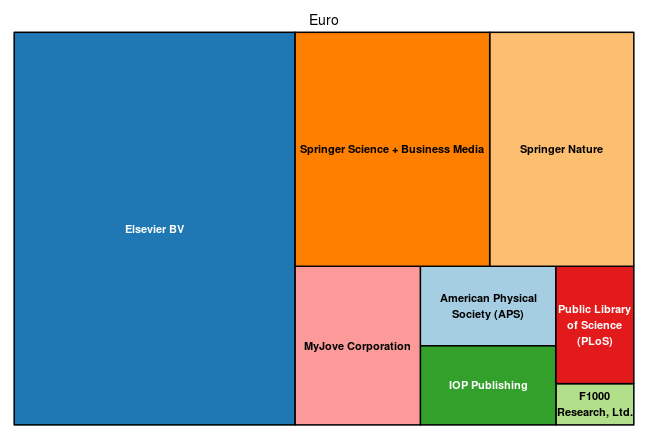 Euro
Elsevier BV
Springer Science + Business Media
Springer Nature
MyJove Corporation
American Physical
Society (APS)
IOP Publishing
Public Library
of Science
(PLoS)
F1000
Research, Ltd.